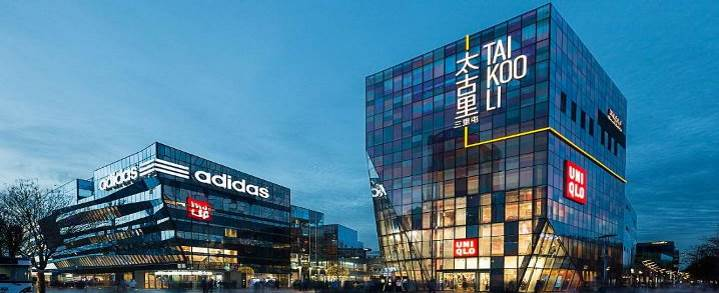 adidas
adidas
太古里
三里屯
TAI
KOO
LI
UNI
QLO
UNI
QLO